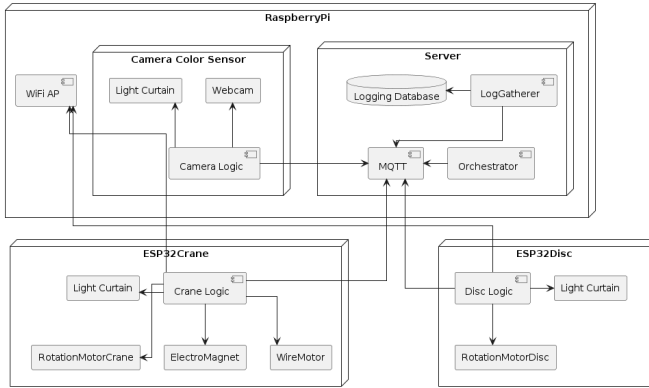 RaspberryPi
Camera Color Sensor
Server
WiFi AP
Light Curtain
Webcam
Logging Database
LogGatherer
Camera Logic
MQTT
Orchestrator
ESP32Crane
ESP32Disc
Light Curtain
Crane Logic
Disc Logic
Light Curtain
RotationMotorCrane
ElectroMagnet
WireMotor
RotationMotorDisc